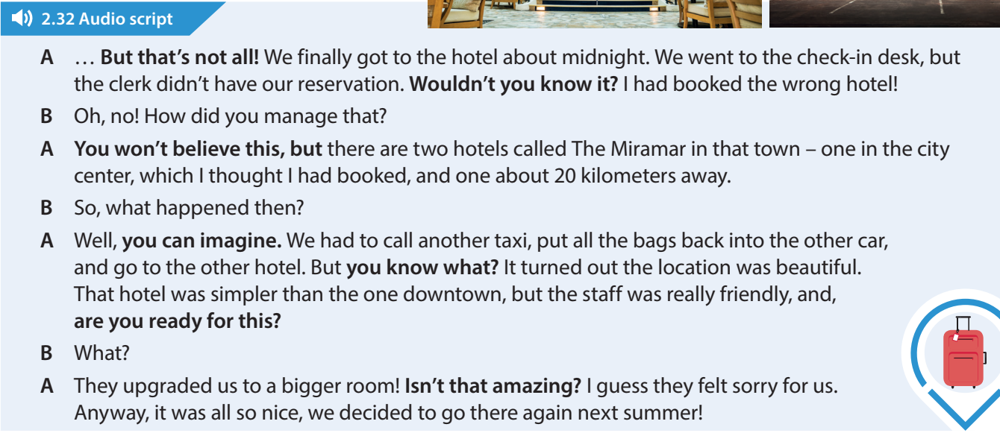 2.32 Audio script
A … But that's not all! We finally got to the hotel about midnight. We went to the check-in desk, but
the clerk didn't have our reservation. Wouldn't you know it? I had booked the wrong hotel!
B Oh, no! How did you manage that?
A You won't believe this, but there are two hotels called The Miramar in that town – one in the city
center, which I thought I had booked, and one about 20 kilometers away.
B So, what happened then?
A Well, you can imagine. We had to call another taxi, put all the bags back into the other car,
and go to the other hotel. But you know what? It turned out the location was beautiful.
That hotel was simpler than the one downtown, but the staff was really friendly, and,
are you ready for this?
B What?
A They upgraded us to a bigger room! Isn't that amazing? I guess they felt sorry for us.
Anyway, it was all so nice, we decided to go there again next summer!